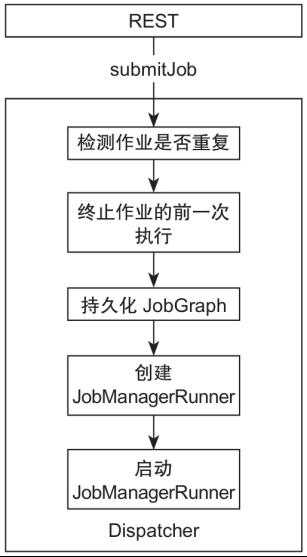 REST
submitJob
检测作业是否重复
终止作业的前一次
执行
持久化 JobGraph
创建
JobManagerRunner
启动
JobManagerRunner
Dispatcher